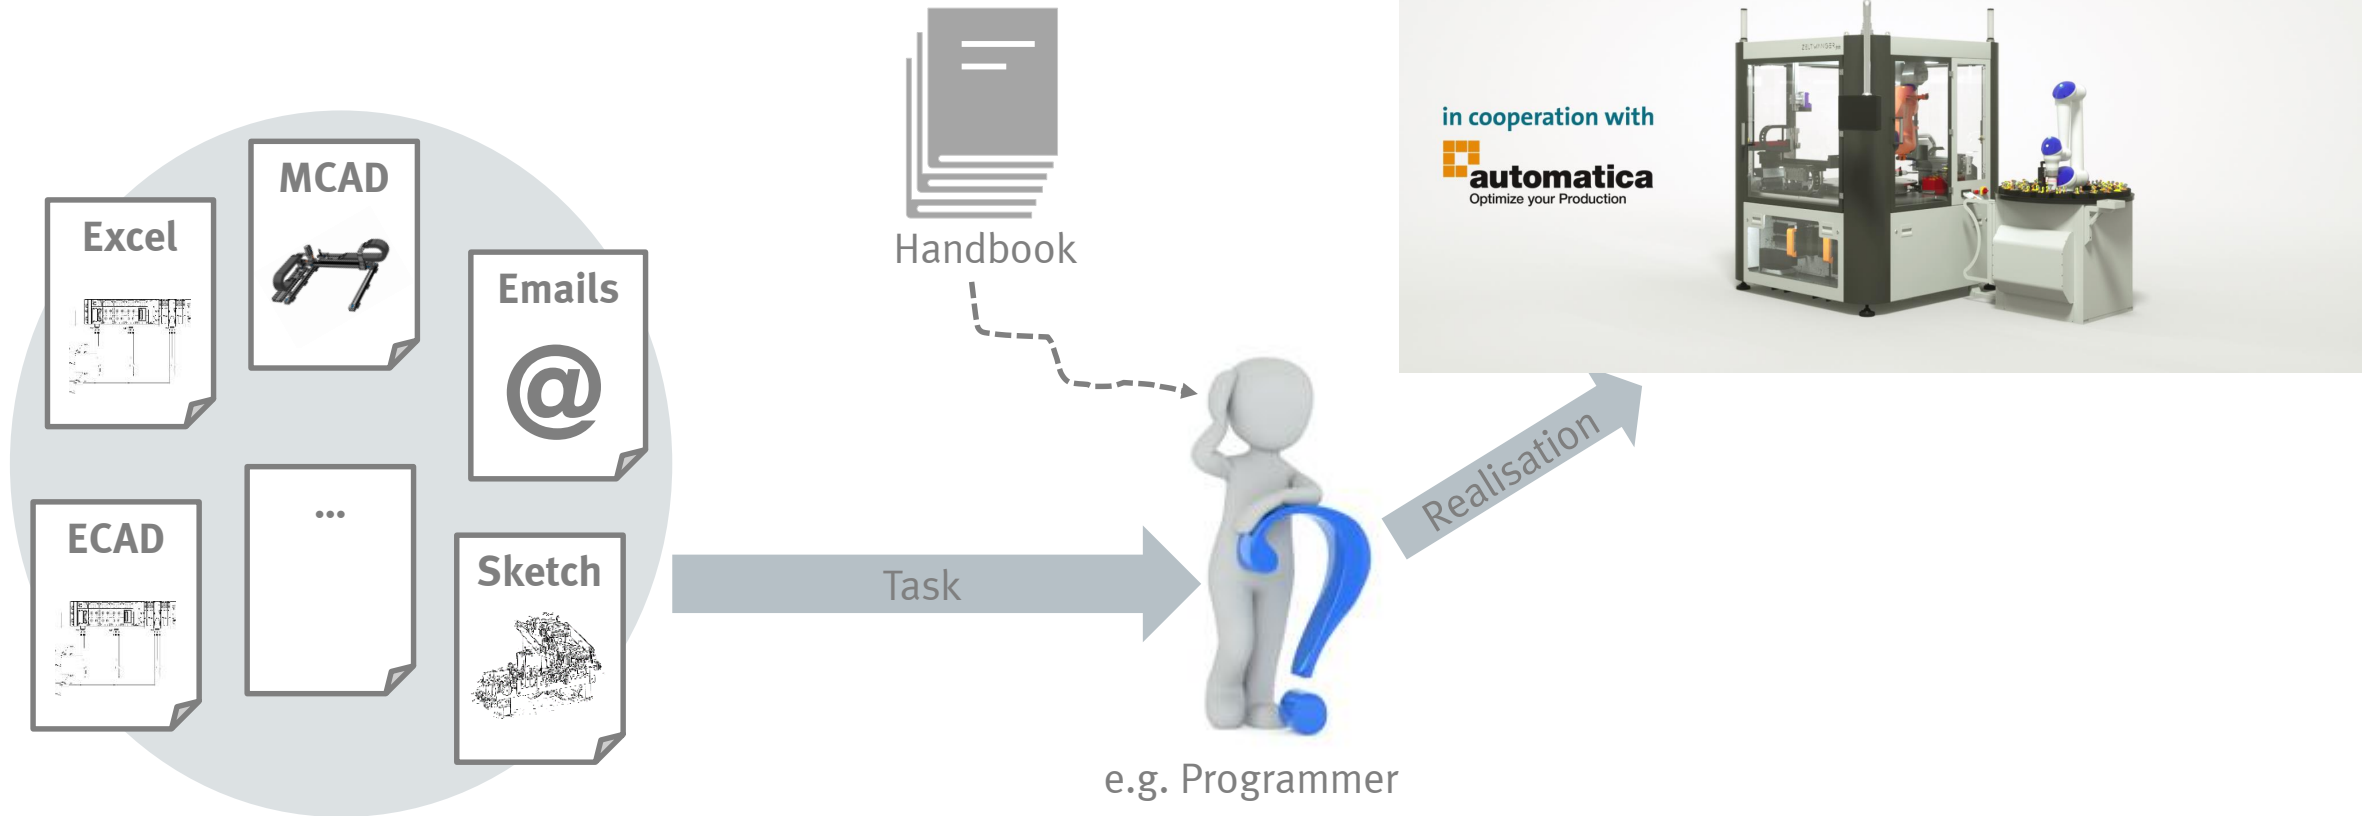 MCAD
Excel
Emails
@
ECAD
...
Sketch
Handbook
Task
e.g. Programmer
Realisation
in cooperation with
automatica
Optimize your Production